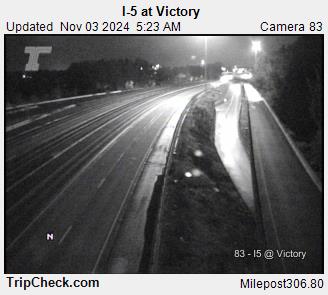 I-5 at Victory
Updated Nov 03 2024 5:23 AM Camera 83
N
83 - I5 @ Victory
TripCheck.com Milepost306.80